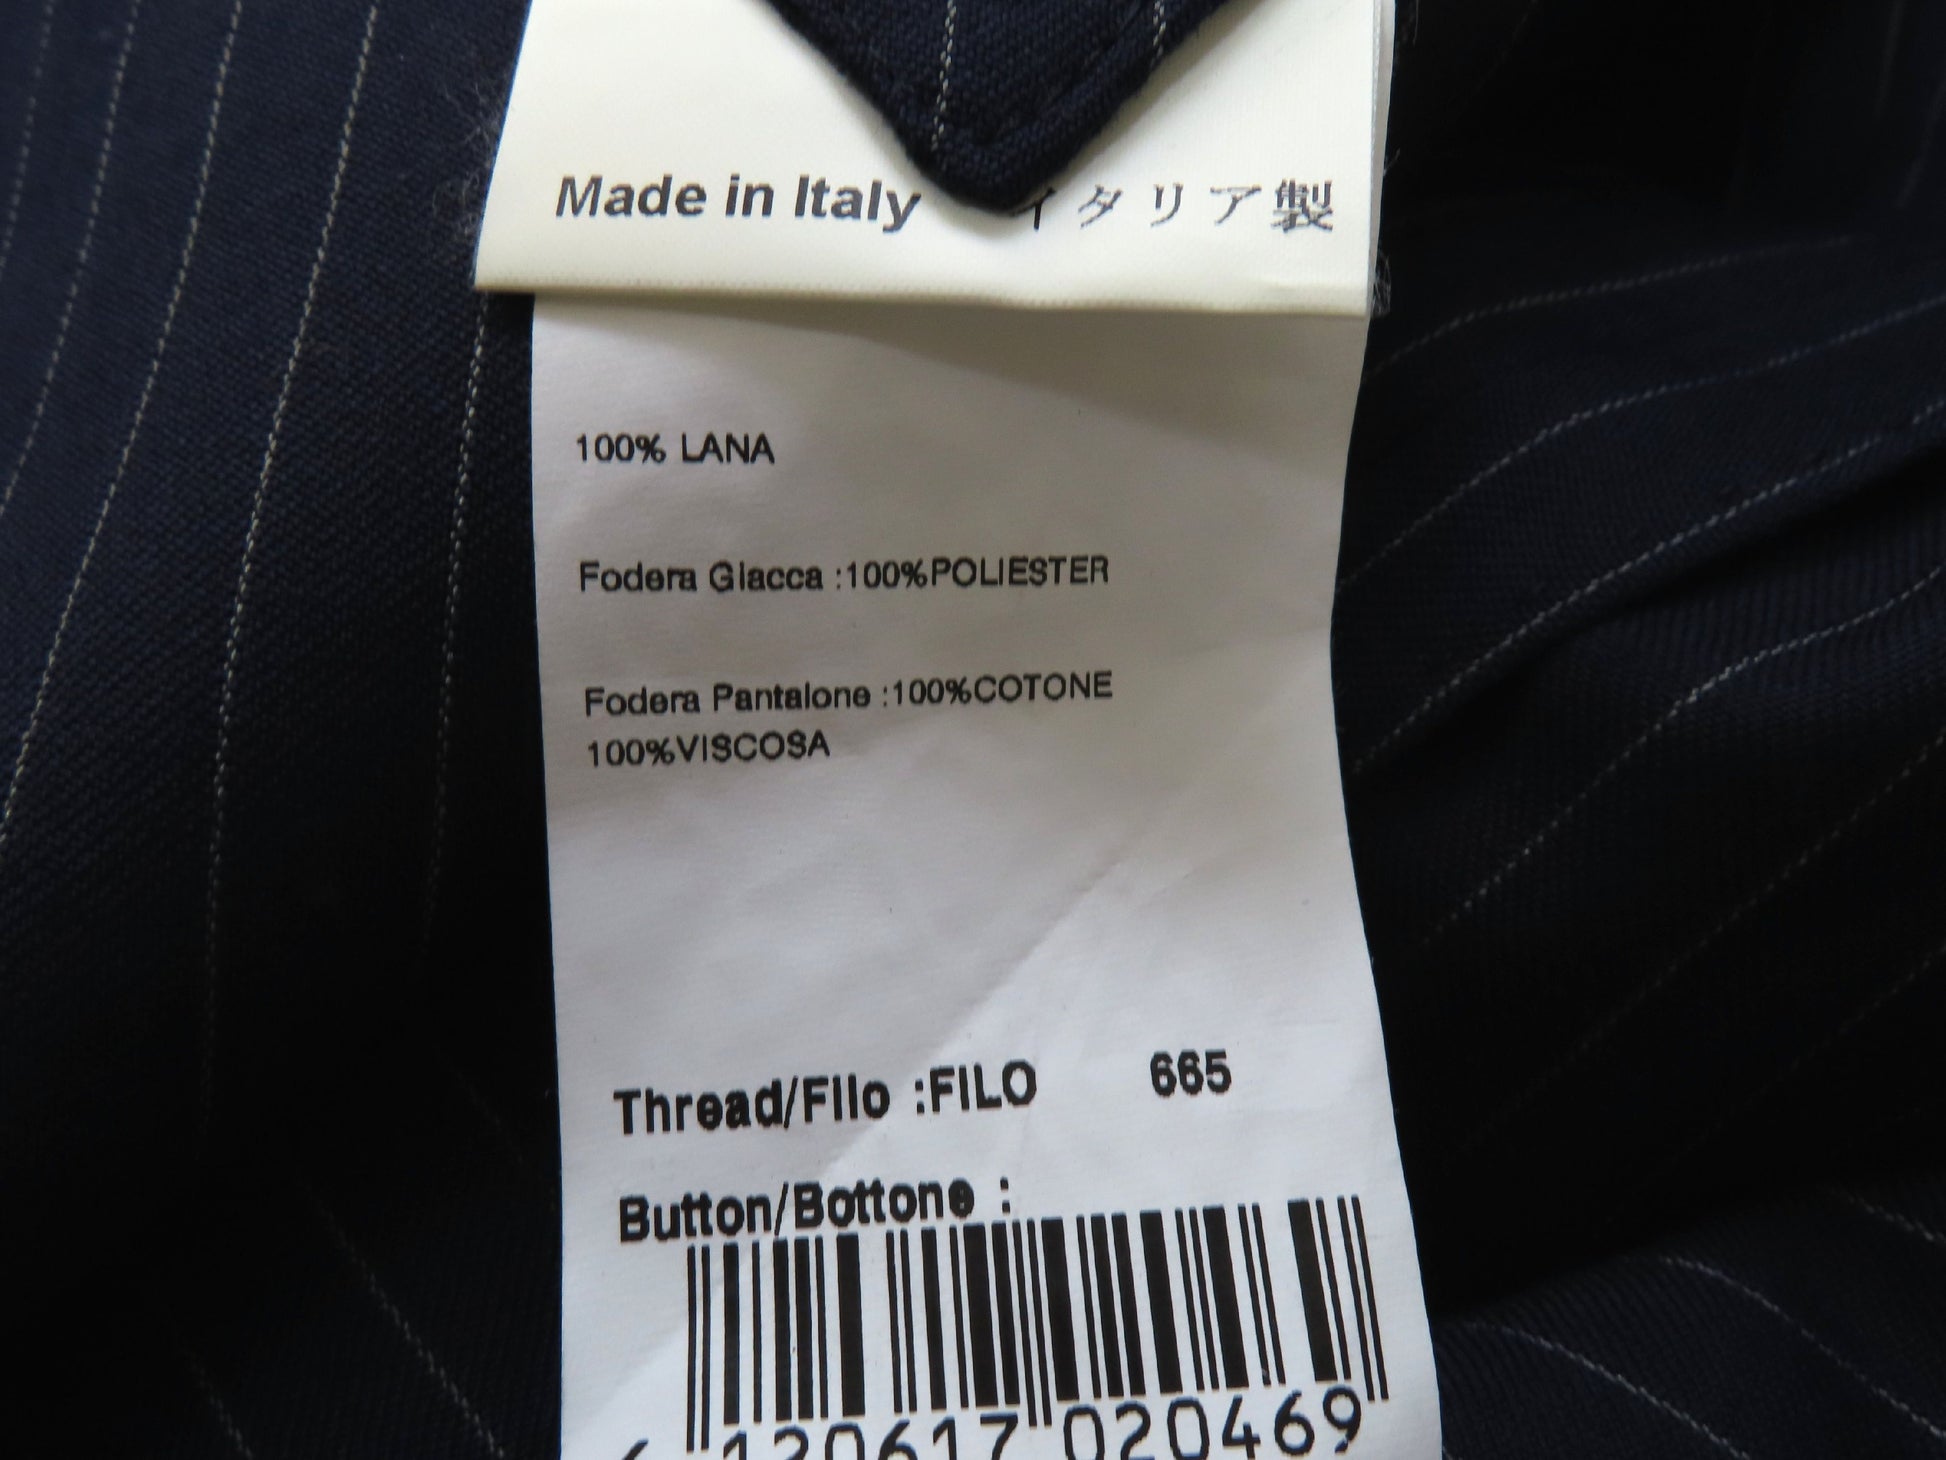 Made in Italy イタリア製
100% LANA
Fodera Giacca :100%POLIESTER
Fodera Pantalone :100%COTONE
100%VISCOSA
Thread/Filo :FILO 665
Button/Bottone :
120617 020469